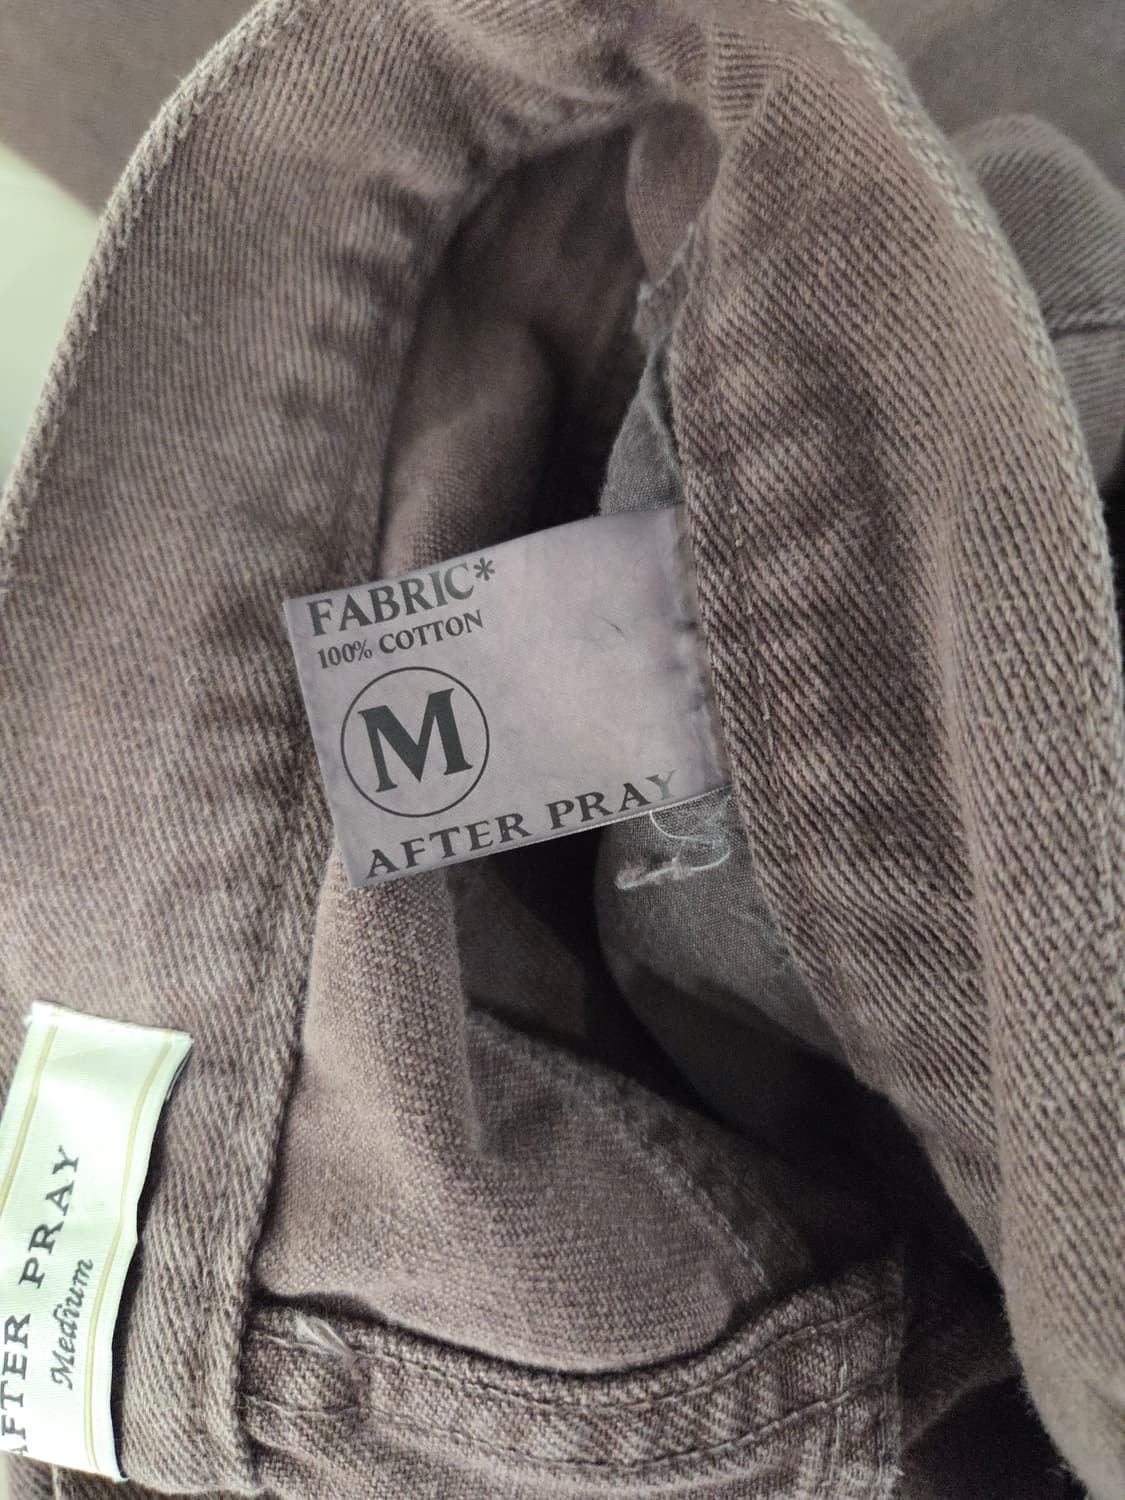 FABRIC*
100% COTTON
M
AFTER PRAY
AFTER PRAY
Medium